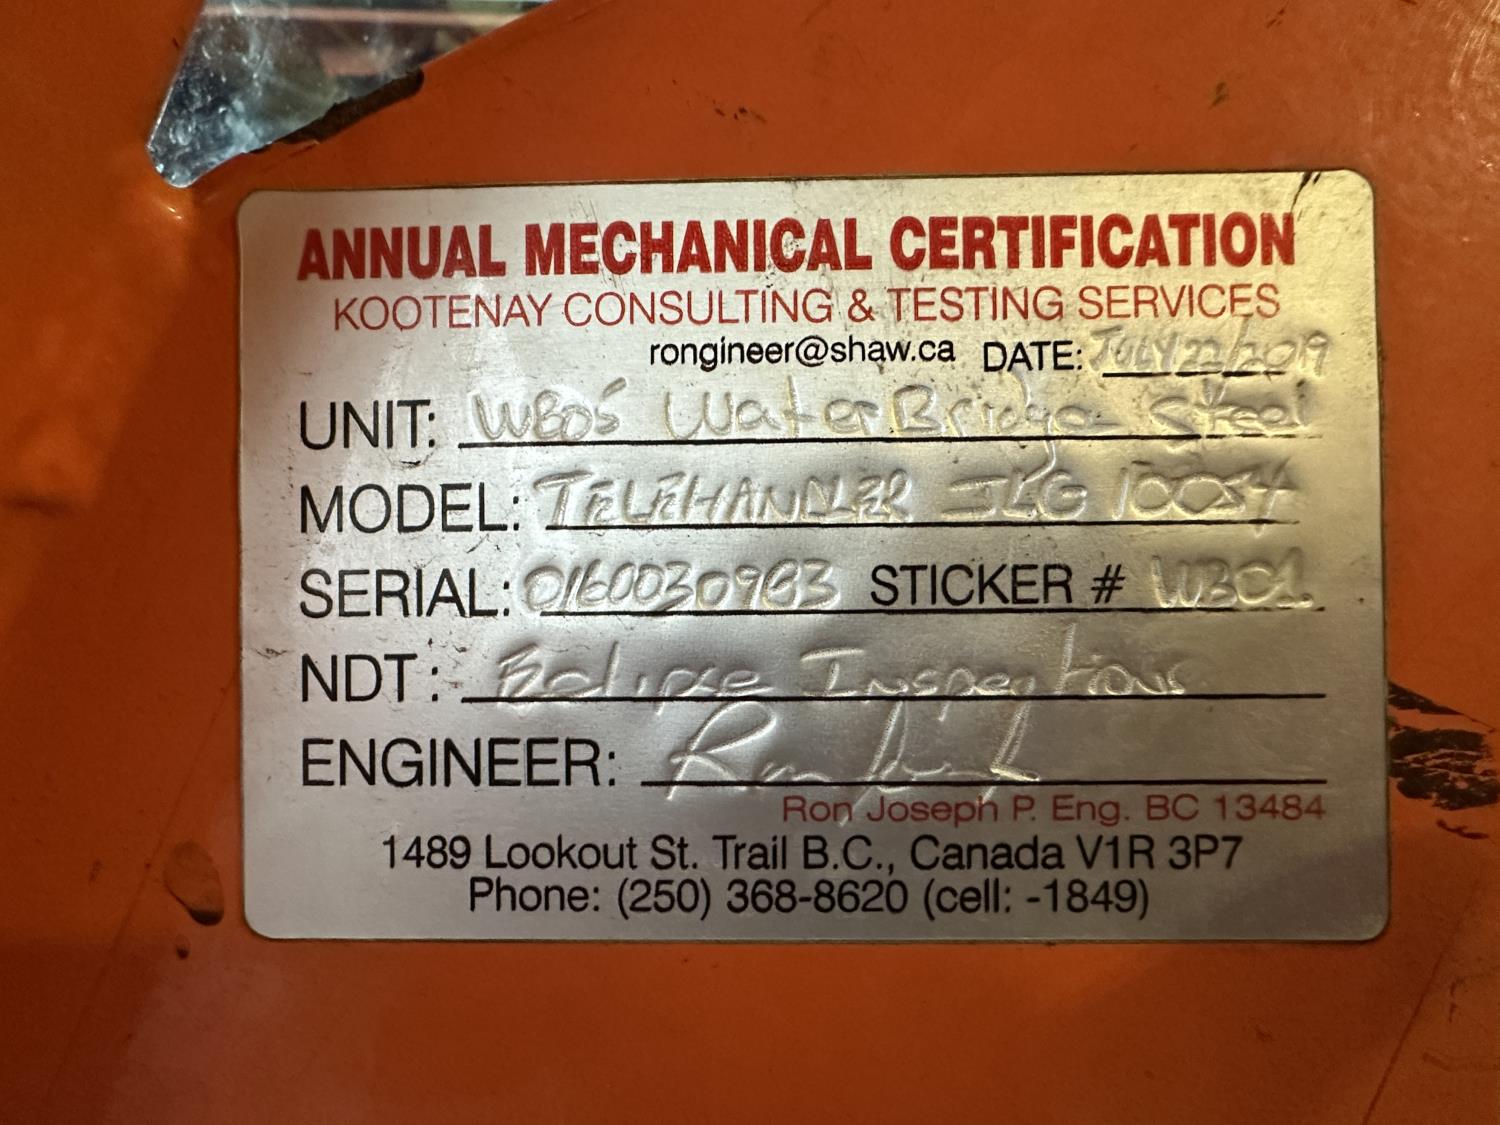 ANNUAL MECHANICAL CERTIFICATION
KOOTENAY CONSULTING & TESTING SERVICES
rongineer@shaw.ca DATE: JULY 22/2019
UNIT: WB05 WaterBridge Steel
MODEL: TELEHANDLER JLG 10054
SERIAL: 0160030983 STICKER # WB01
NDT: Eclipse Inspections
ENGINEER:
Ron Joseph P. Eng. BC 13484
1489 Lookout St. Trail B.C., Canada V1R 3P7
Phone: (250) 368-8620 (cell: -1849)